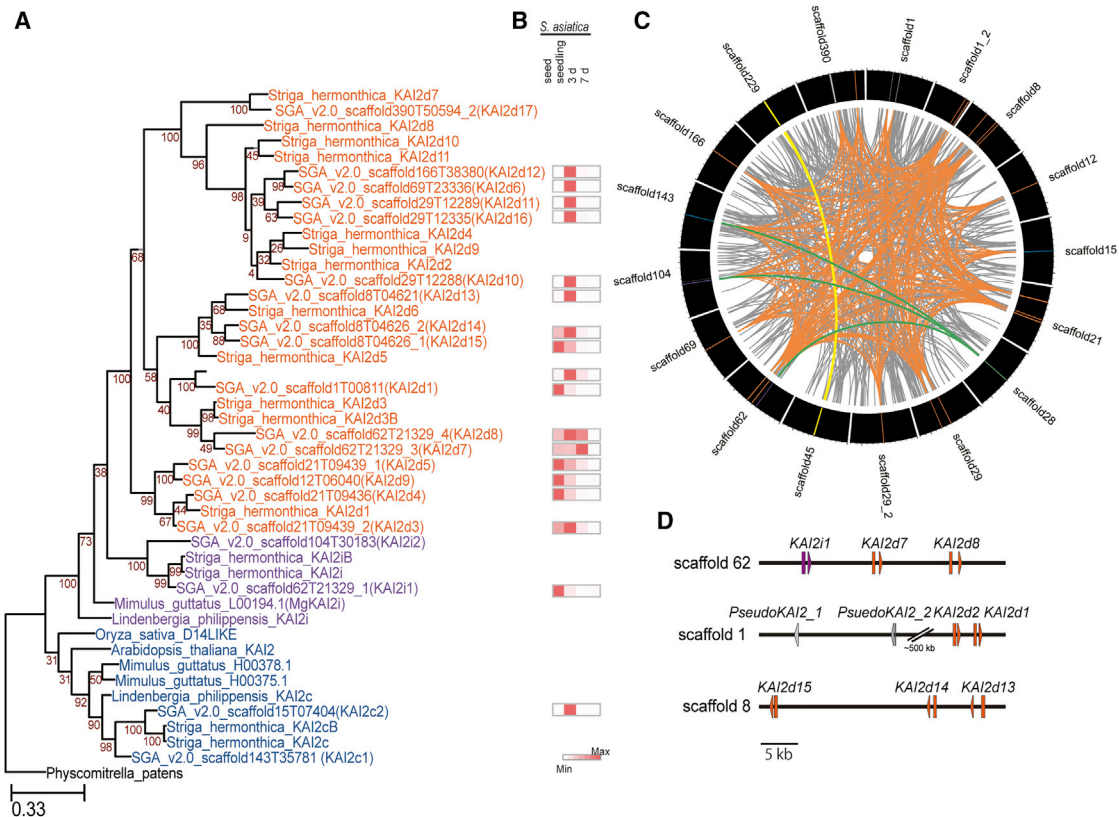 A
Striga_hermonthica_KAI2d7
100
SGA_v2.0_scaffold390T50594_2(KAI2d17)
100
Striga_hermonthica_KAI2d8
96
Striga_hermonthica_KAI2d10
45
Striga_hermonthica_KAI2d11
98
SGA_v2.0_scaffold166T38380(KAI2d12)
98
SGA_v2.0_scaffold69T23336(KAI2d6)
39
SGA_v2.0_scaffold29T12289(KAI2d11)
63
SGA_v2.0_scaffold29T12335(KAI2d16)
9
Striga_hermonthica_KAI2d4
26
Striga_hermonthica_KAI2d9
32
Striga_hermonthica_KAI2d2
4
SGA_v2.0_scaffold29T12288(KAI2d10)
68
SGA_v2.0_scaffold8T04621(KAI2d13)
68
Striga_hermonthica_KAI2d6
35
SGA_v2.0_scaffold8T04626_2(KAI2d14)
88
SGA_v2.0_scaffold8T04626_1(KAI2d15)
100
Striga_hermonthica_KAI2d5
100
58
100
SGA_v2.0_scaffold1T00811(KAI2d1)
40
Striga_hermonthica_KAI2d3
98
Striga_hermonthica_KAI2d3B
99
SGA_v2.0_scaffold62T21329_4(KAI2d8)
49
SGA_v2.0_scaffold62T21329_3(KAI2d7)
38
SGA_v2.0_scaffold21T09439_1(KAI2d5)
100
SGA_v2.0_scaffold12T06040(KAI2d9)
99
SGA_v2.0_scaffold21T09436(KAI2d4)
44
Striga_hermonthica_KAI2d1
67
SGA_v2.0_scaffold21T09439_2(KAI2d3)
73
SGA_v2.0_scaffold104T30183(KAI2i2)
Striga_hermonthica_KAI2iB
99
Striga_hermonthica_KAI2i
99
100
SGA_v2.0_scaffold62T21329_1(KAI2i1)
Mimulus_guttatus_L00194.1(MgKAI2i)
Lindenbergia_philippensis_KAI2i
Oryza_sativa_D14LIKE
31
Arabidopsis_thaliana_KAI2
31
Mimulus_guttatus_H00378.1
50
Mimulus_guttatus_H00375.1
92
Lindenbergia_philippensis_KAI2c
90
SGA_v2.0_scaffold15T07404(KAI2c2)
100
Striga_hermonthica_KAI2cB
100
Striga_hermonthica_KAI2c
98
SGA_v2.0_scaffold143T35781 (KAI2c1)
Physcomitrella_patens
0.33
B
S. asiatica
seed
seedling
3 d
7 d
Max
Min
C
scaffold1
scaffold1_2
scaffold8
scaffold12
scaffold15
scaffold21
scaffold28
scaffold29
scaffold29_2
scaffold45
scaffold62
scaffold69
scaffold104
scaffold143
scaffold166
scaffold229
scaffold390
D
KAI2i1 KAI2d7 KAI2d8
scaffold 62
PseudoKAI2_1 PsuedoKAI2_2 KAI2d2 KAI2d1
scaffold 1
~500 kb
KAI2d15 KAI2d14 KAI2d13
scaffold 8
5 kb